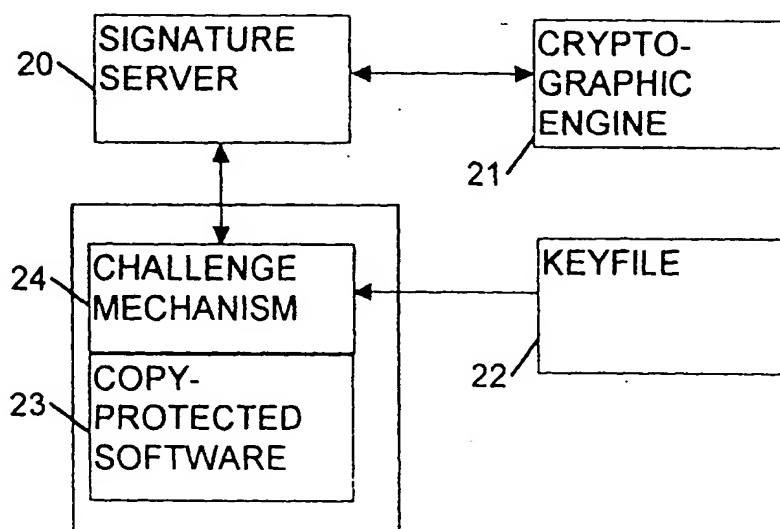 SIGNATURE
SERVER
20
CRYPTO-
GRAPHIC
ENGINE
21
CHALLENGE
MECHANISM
24
KEYFILE
22
COPY-
PROTECTED
SOFTWARE
23